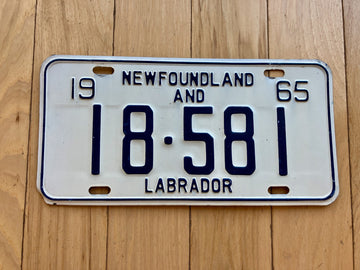 NEWFOUNDLAND
19 AND 65
18·581
LABRADOR